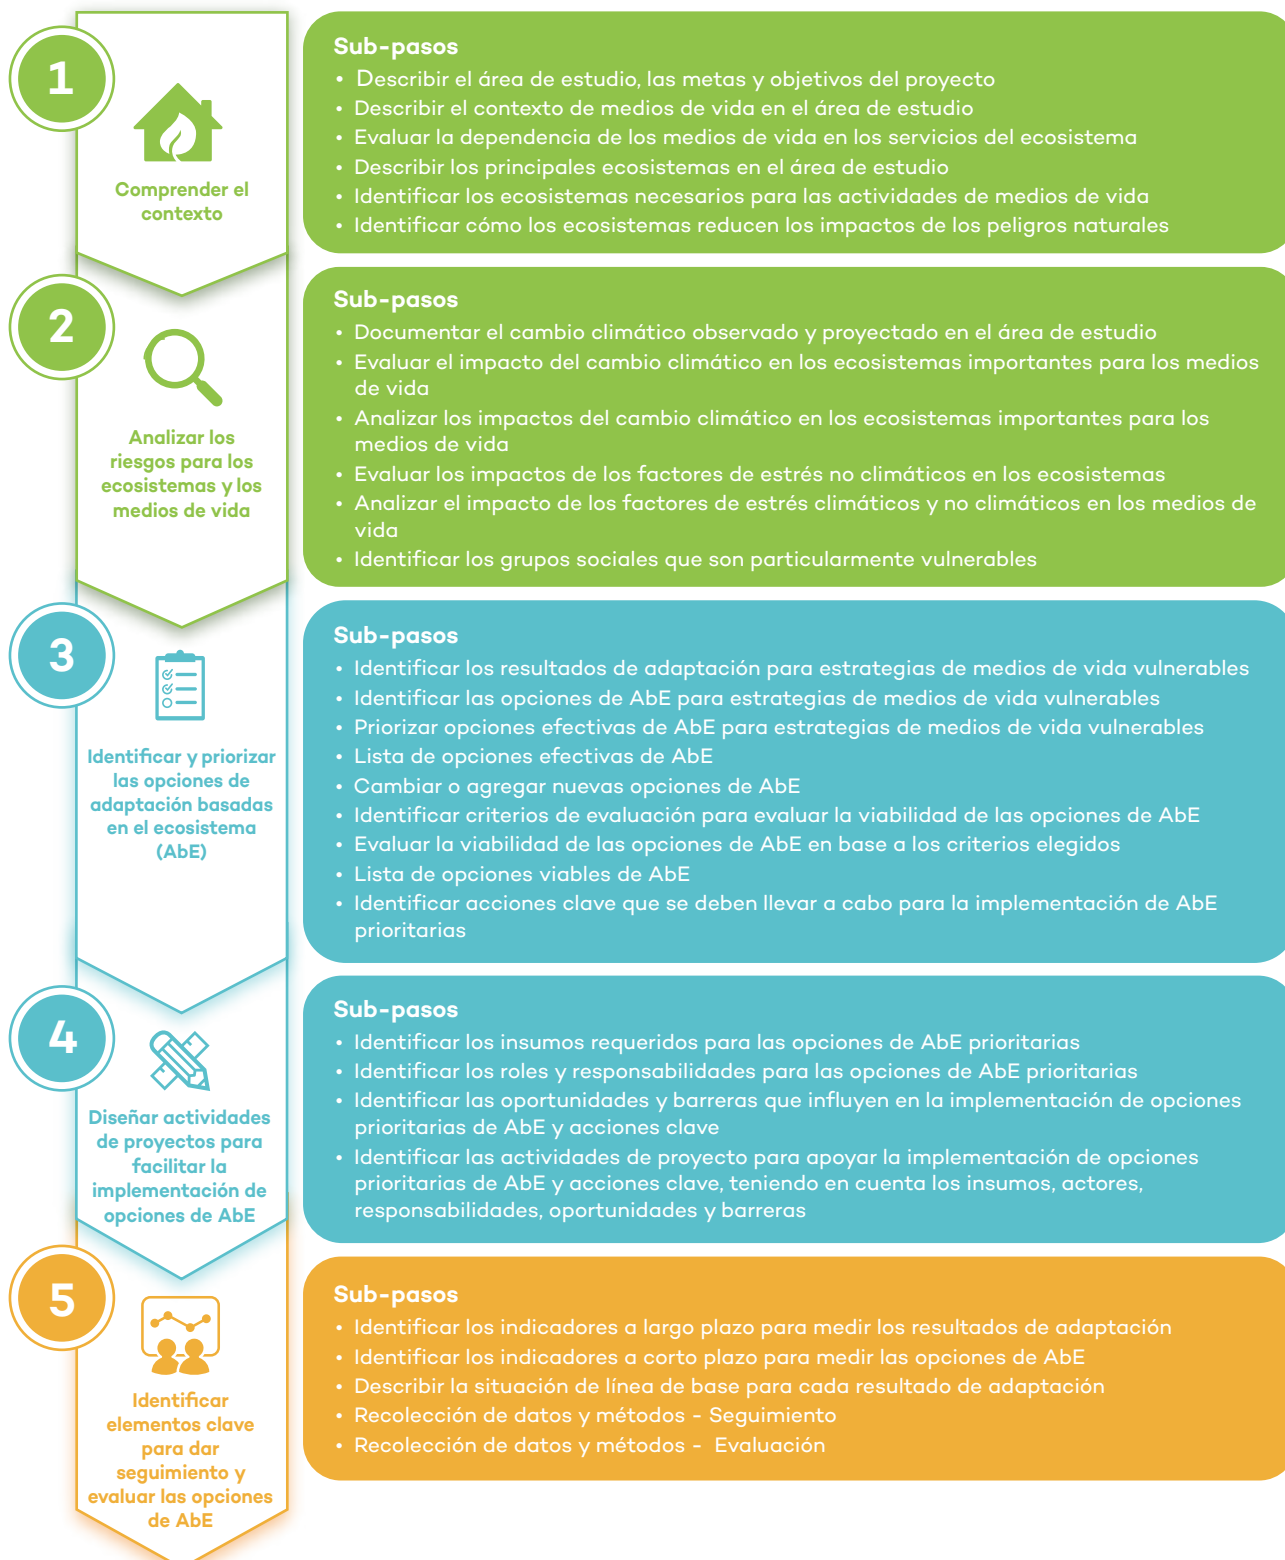 1
Comprender el
contexto
Sub-pasos
• Describir el área de estudio, las metas y objetivos del proyecto
• Describir el contexto de medios de vida en el área de estudio
• Evaluar la dependencia de los medios de vida en los servicios del ecosistema
• Describir los principales ecosistemas en el área de estudio
• Identificar los ecosistemas necesarios para las actividades de medios de vida
• Identificar cómo los ecosistemas reducen los impactos de los peligros naturales
2
Analizar los
riesgos para los
ecosistemas y los
medios de vida
Sub-pasos
• Documentar el cambio climático observado y proyectado en el área de estudio
• Evaluar el impacto del cambio climático en los ecosistemas importantes para los medios
de vida
• Analizar los impactos del cambio climático en los ecosistemas importantes para los
medios de vida
• Evaluar los impactos de los factores de estrés no climáticos en los ecosistemas
• Analizar el impacto de los factores de estrés climáticos y no climáticos en los medios de
vida
• Identificar los grupos sociales que son particularmente vulnerables
3
Identificar y priorizar
las opciones de
adaptación basadas
en el ecosistema
(AbE)
Sub-pasos
• Identificar los resultados de adaptación para estrategias de medios de vida vulnerables
• Identificar las opciones de AbE para estrategias de medios de vida vulnerables
• Priorizar opciones efectivas de AbE para estrategias de medios de vida vulnerables
• Lista de opciones efectivas de AbE
• Cambiar o agregar nuevas opciones de AbE
• Identificar criterios de evaluación para evaluar la viabilidad de las opciones de AbE
• Evaluar la viabilidad de las opciones de AbE en base a los criterios elegidos
• Lista de opciones viables de AbE
• Identificar acciones clave que se deben llevar a cabo para la implementación de AbE
prioritarias
4
Diseñar actividades
de proyectos para
facilitar la
implementación de
opciones de AbE
Sub-pasos
• Identificar los insumos requeridos para las opciones de AbE prioritarias
• Identificar los roles y responsabilidades para las opciones de AbE prioritarias
• Identificar las oportunidades y barreras que influyen en la implementación de opciones
prioritarias de AbE y acciones clave
• Identificar las actividades de proyecto para apoyar la implementación de opciones
prioritarias de AbE y acciones clave, teniendo en cuenta los insumos, actores,
responsabilidades, oportunidades y barreras
5
Identificar
elementos clave
para dar
seguimiento y
evaluar las opciones
de AbE
Sub-pasos
• Identificar los indicadores a largo plazo para medir los resultados de adaptación
• Identificar los indicadores a corto plazo para medir las opciones de AbE
• Describir la situación de línea de base para cada resultado de adaptación
• Recolección de datos y métodos - Seguimiento
• Recolección de datos y métodos - Evaluación